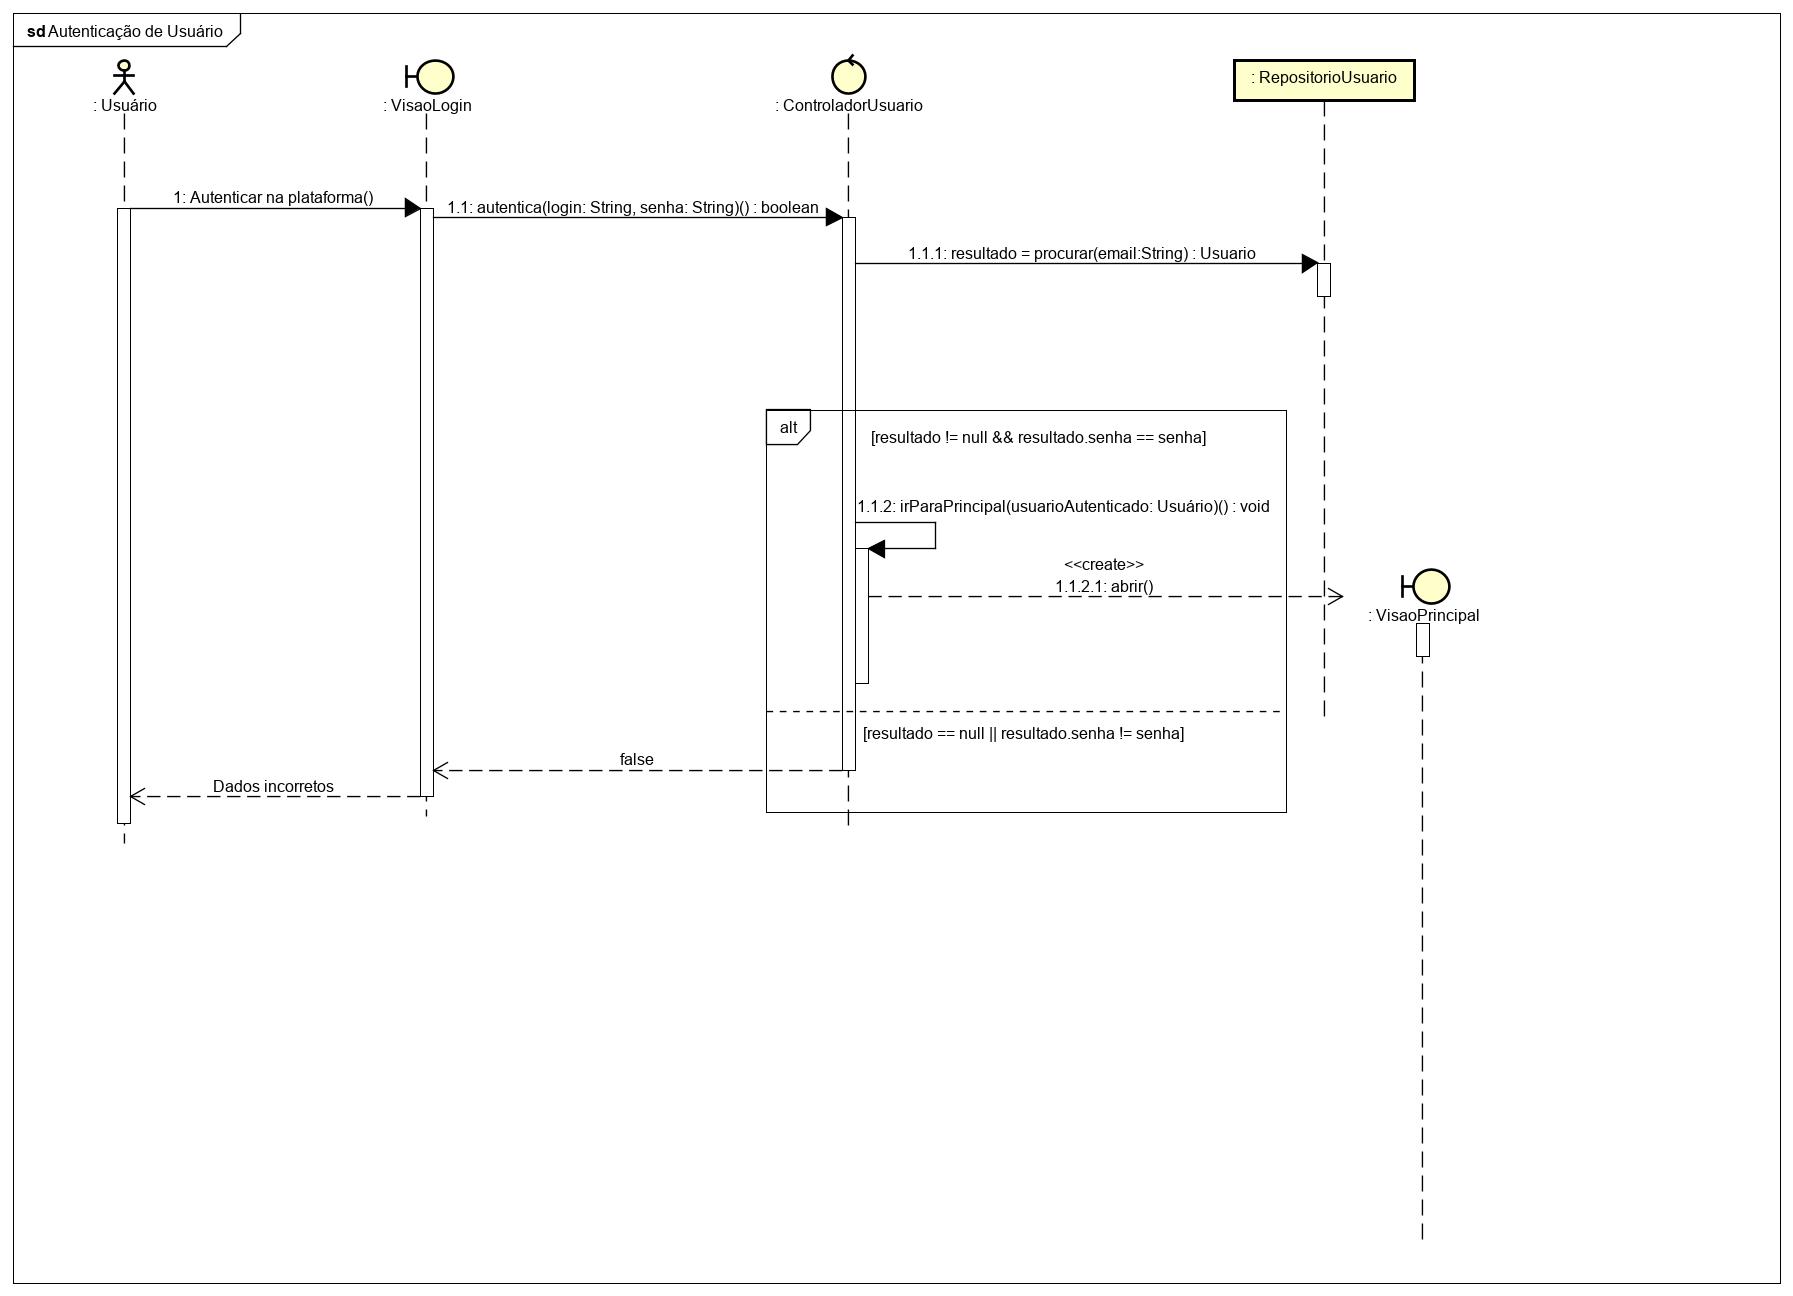 sd Autenticação de Usuário
: Usuário
: VisaoLogin
: ControladorUsuario
: RepositorioUsuario
1: Autenticar na plataforma()
1.1: autentica(login: String, senha: String)() : boolean
1.1.1: resultado = procurar(email:String) : Usuario
alt
[resultado != null && resultado.senha == senha]
1.1.2: irParaPrincipal(usuarioAutenticado: Usuário)() : void
<<create>>
1.1.2.1: abrir()
: VisaoPrincipal
[resultado == null || resultado.senha != senha]
false
Dados incorretos